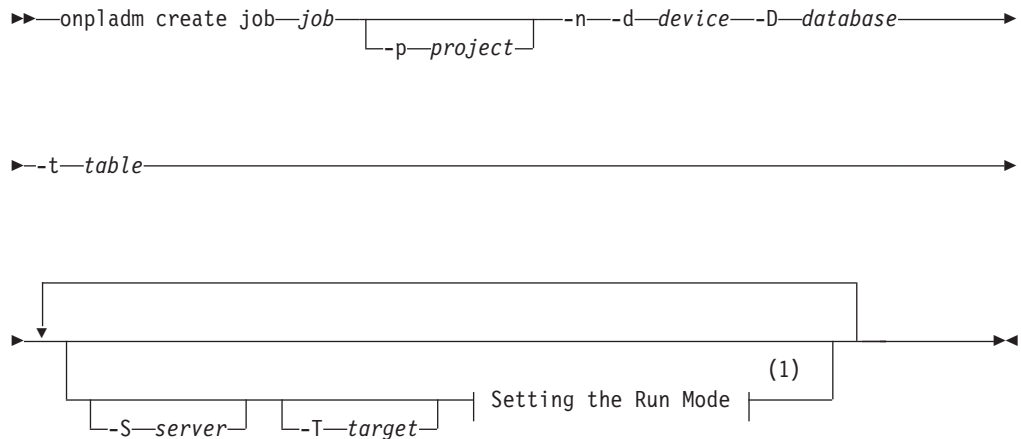 onpladm create job job -n -d device -D database
-p project
-t table
(1)
Setting the Run Mode
-S server -T target